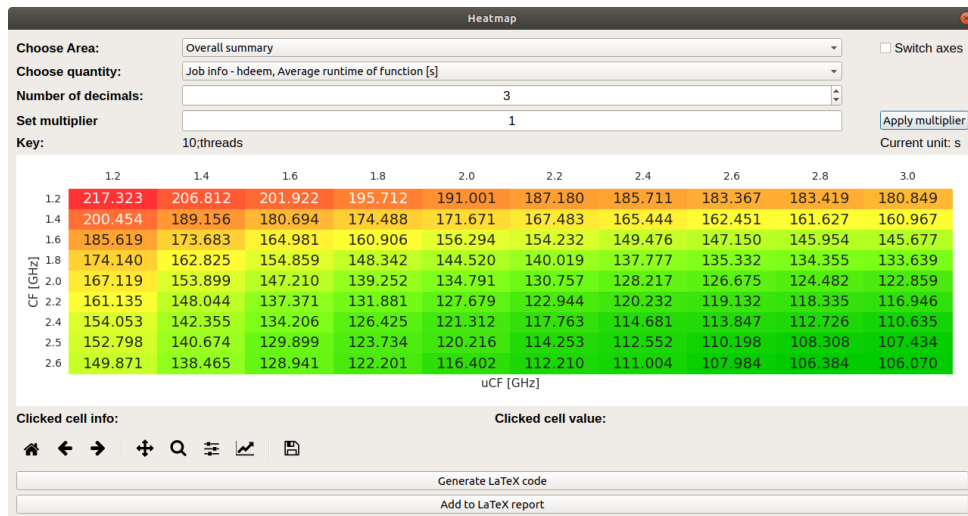 Heatmap
Choose Area: Overall summary Switch axes
Choose quantity: Job info - hdeem, Average runtime of function [s]
Number of decimals: 3
Set multiplier 1 Apply multiplier
Key: 10;threads Current unit: s
1.2 1.4 1.6 1.8 2.0 2.2 2.4 2.6 2.8 3.0
1.2 217.323 206.812 201.922 195.712 191.001 187.180 185.711 183.367 183.419 180.849
1.4 200.454 189.156 180.694 174.488 171.671 167.483 165.444 162.451 161.627 160.967
1.6 185.619 173.683 164.981 160.906 156.294 154.232 149.476 147.150 145.954 145.677
1.8 174.140 162.825 154.859 148.342 144.520 140.019 137.777 135.332 134.355 133.639
2.0 167.119 153.899 147.210 139.252 134.791 130.757 128.217 126.675 124.482 122.859
2.2 161.135 148.044 137.371 131.881 127.679 122.944 120.232 119.132 118.335 116.946
2.4 154.053 142.355 134.206 126.425 121.312 117.763 114.681 113.847 112.726 110.635
2.5 152.798 140.674 129.899 123.734 120.216 114.253 112.552 110.198 108.308 107.434
2.6 149.871 138.465 128.941 122.201 116.402 112.210 111.004 107.984 106.384 106.070
CF [GHz]
uCF [GHz]
Clicked cell info: Clicked cell value:
Generate LaTeX code
Add to LaTeX report